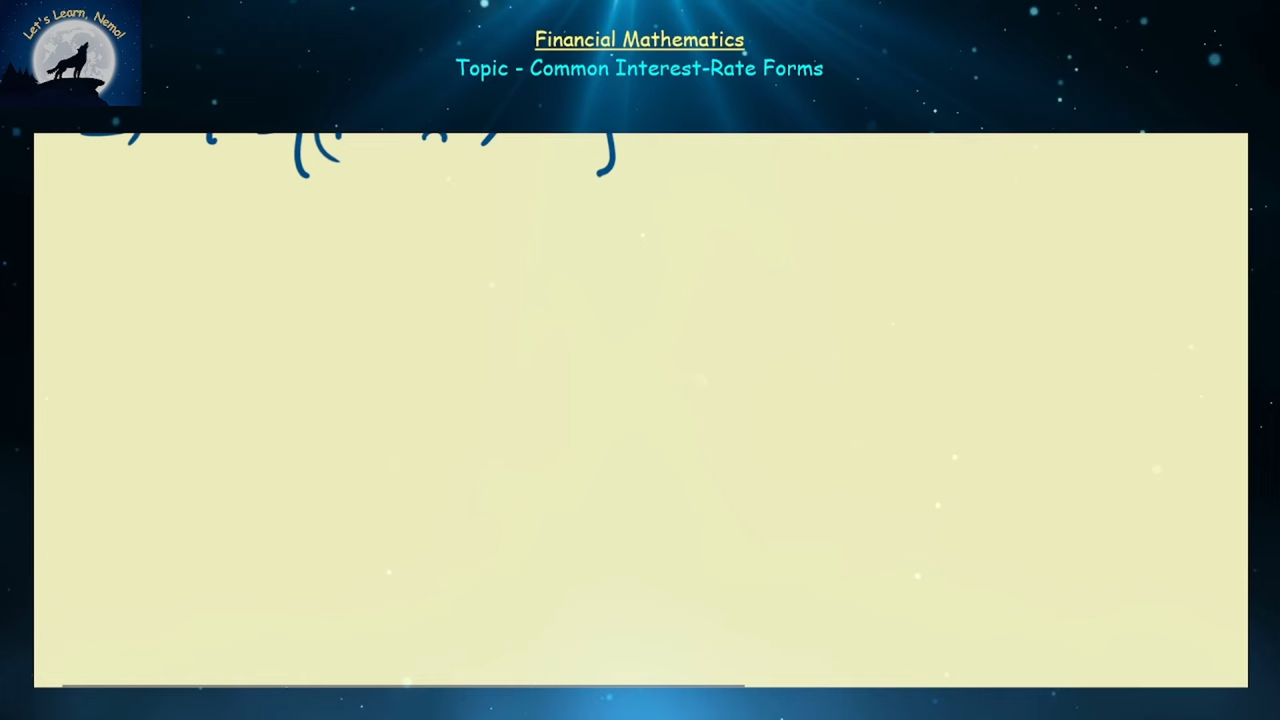 Let's Learn, Nemo!
Financial Mathematics
Topic - Common Interest-Rate Forms